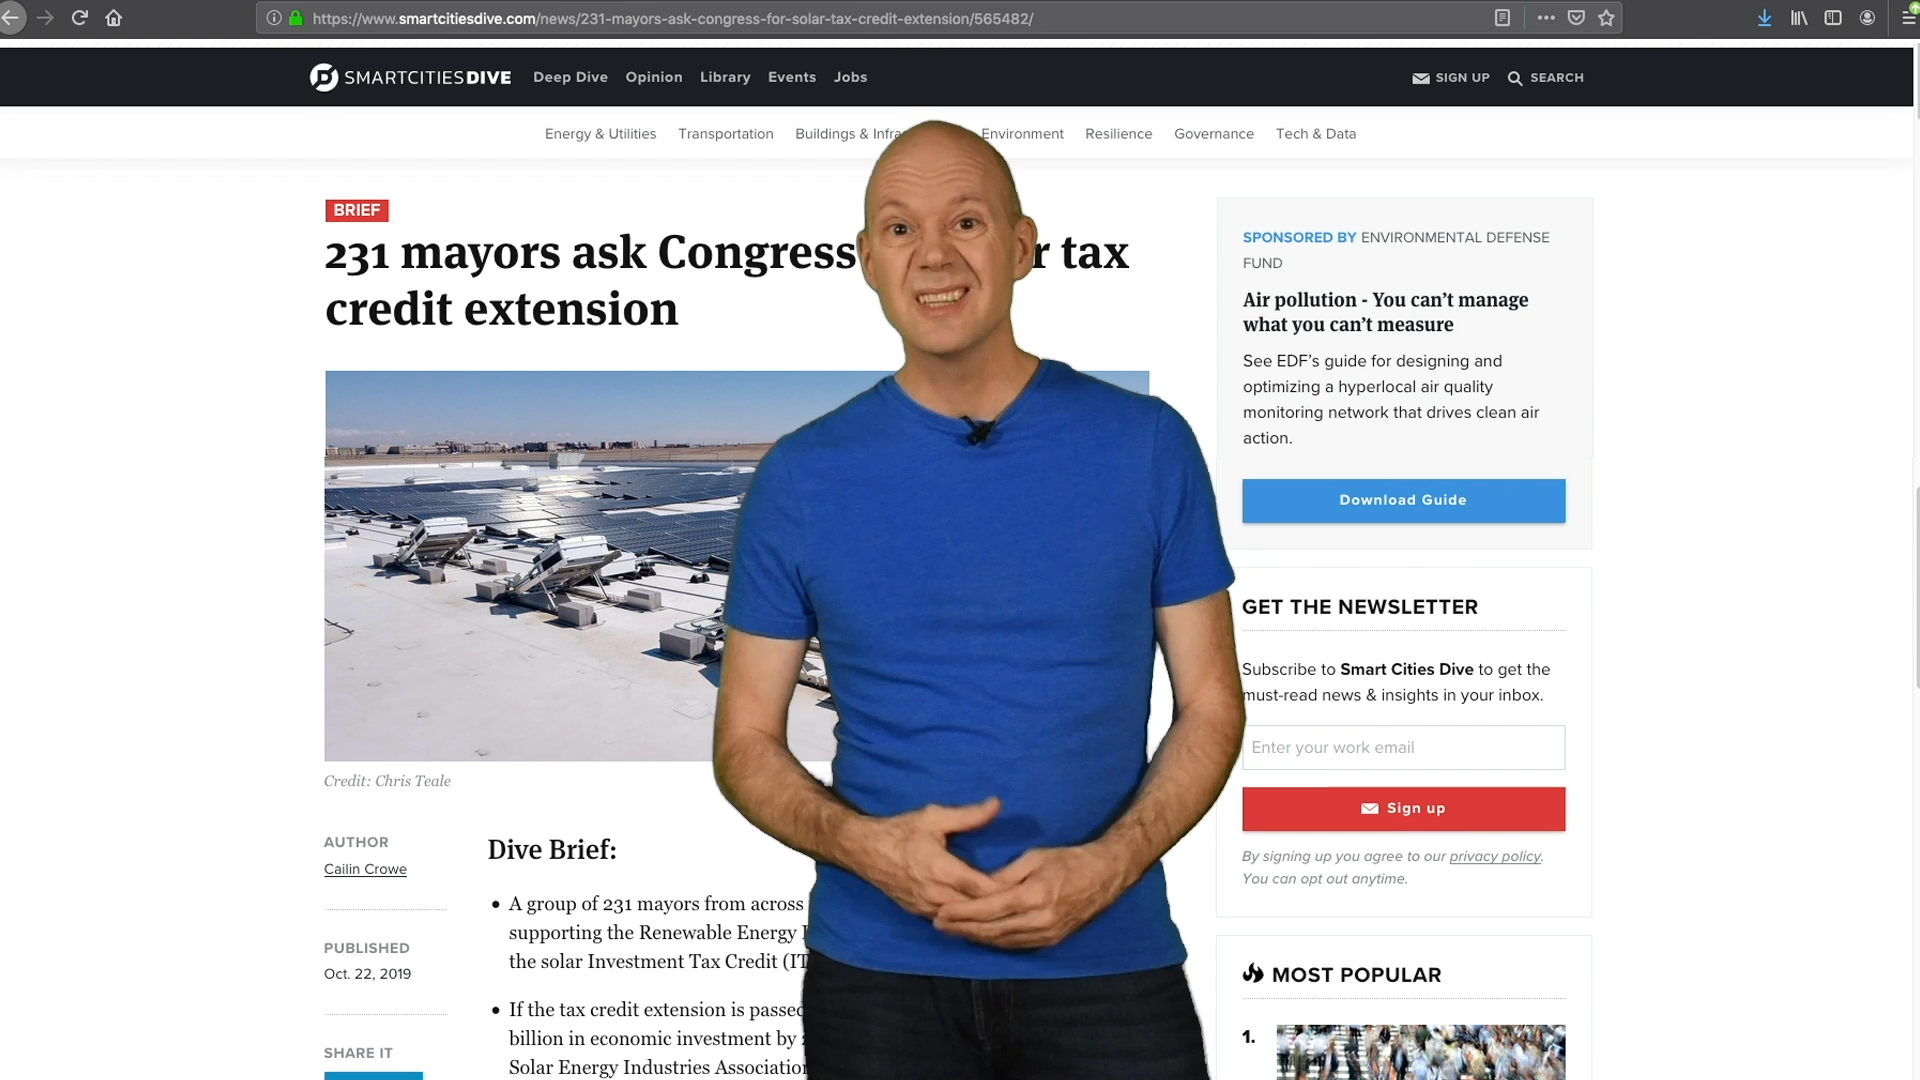 https://www.smartcitiesdive.com/news/231-mayors-ask-congress-for-solar-tax-credit-extension/565482/
SMARTCITIESDIVE Deep Dive Opinion Library Events Jobs SIGN UP SEARCH
Energy & Utilities Transportation Buildings & Environment Resilience Governance Tech & Data
BRIEF
231 mayors ask Congress tax
credit extension
Credit: Chris Teale
AUTHOR
Cailin Crowe
PUBLISHED
Oct. 22, 2019
SHARE IT
Dive Brief:
• A group of 231 mayors from across
supporting the Renewable Energy
the solar Investment Tax Credit
• If the tax credit extension is passed
billion in economic investment by
Solar Energy Industries Association
SPONSORED BY ENVIRONMENTAL DEFENSE
FUND
Air pollution - You can't manage
what you can't measure
See EDF's guide for designing and
optimizing a hyperlocal air quality
monitoring network that drives clean air
action.
Download Guide
GET THE NEWSLETTER
Subscribe to Smart Cities Dive to get the
must-read news & insights in your inbox.
Enter your work email
Sign up
By signing up you agree to our privacy policy.
You can opt out anytime.
MOST POPULAR
1.